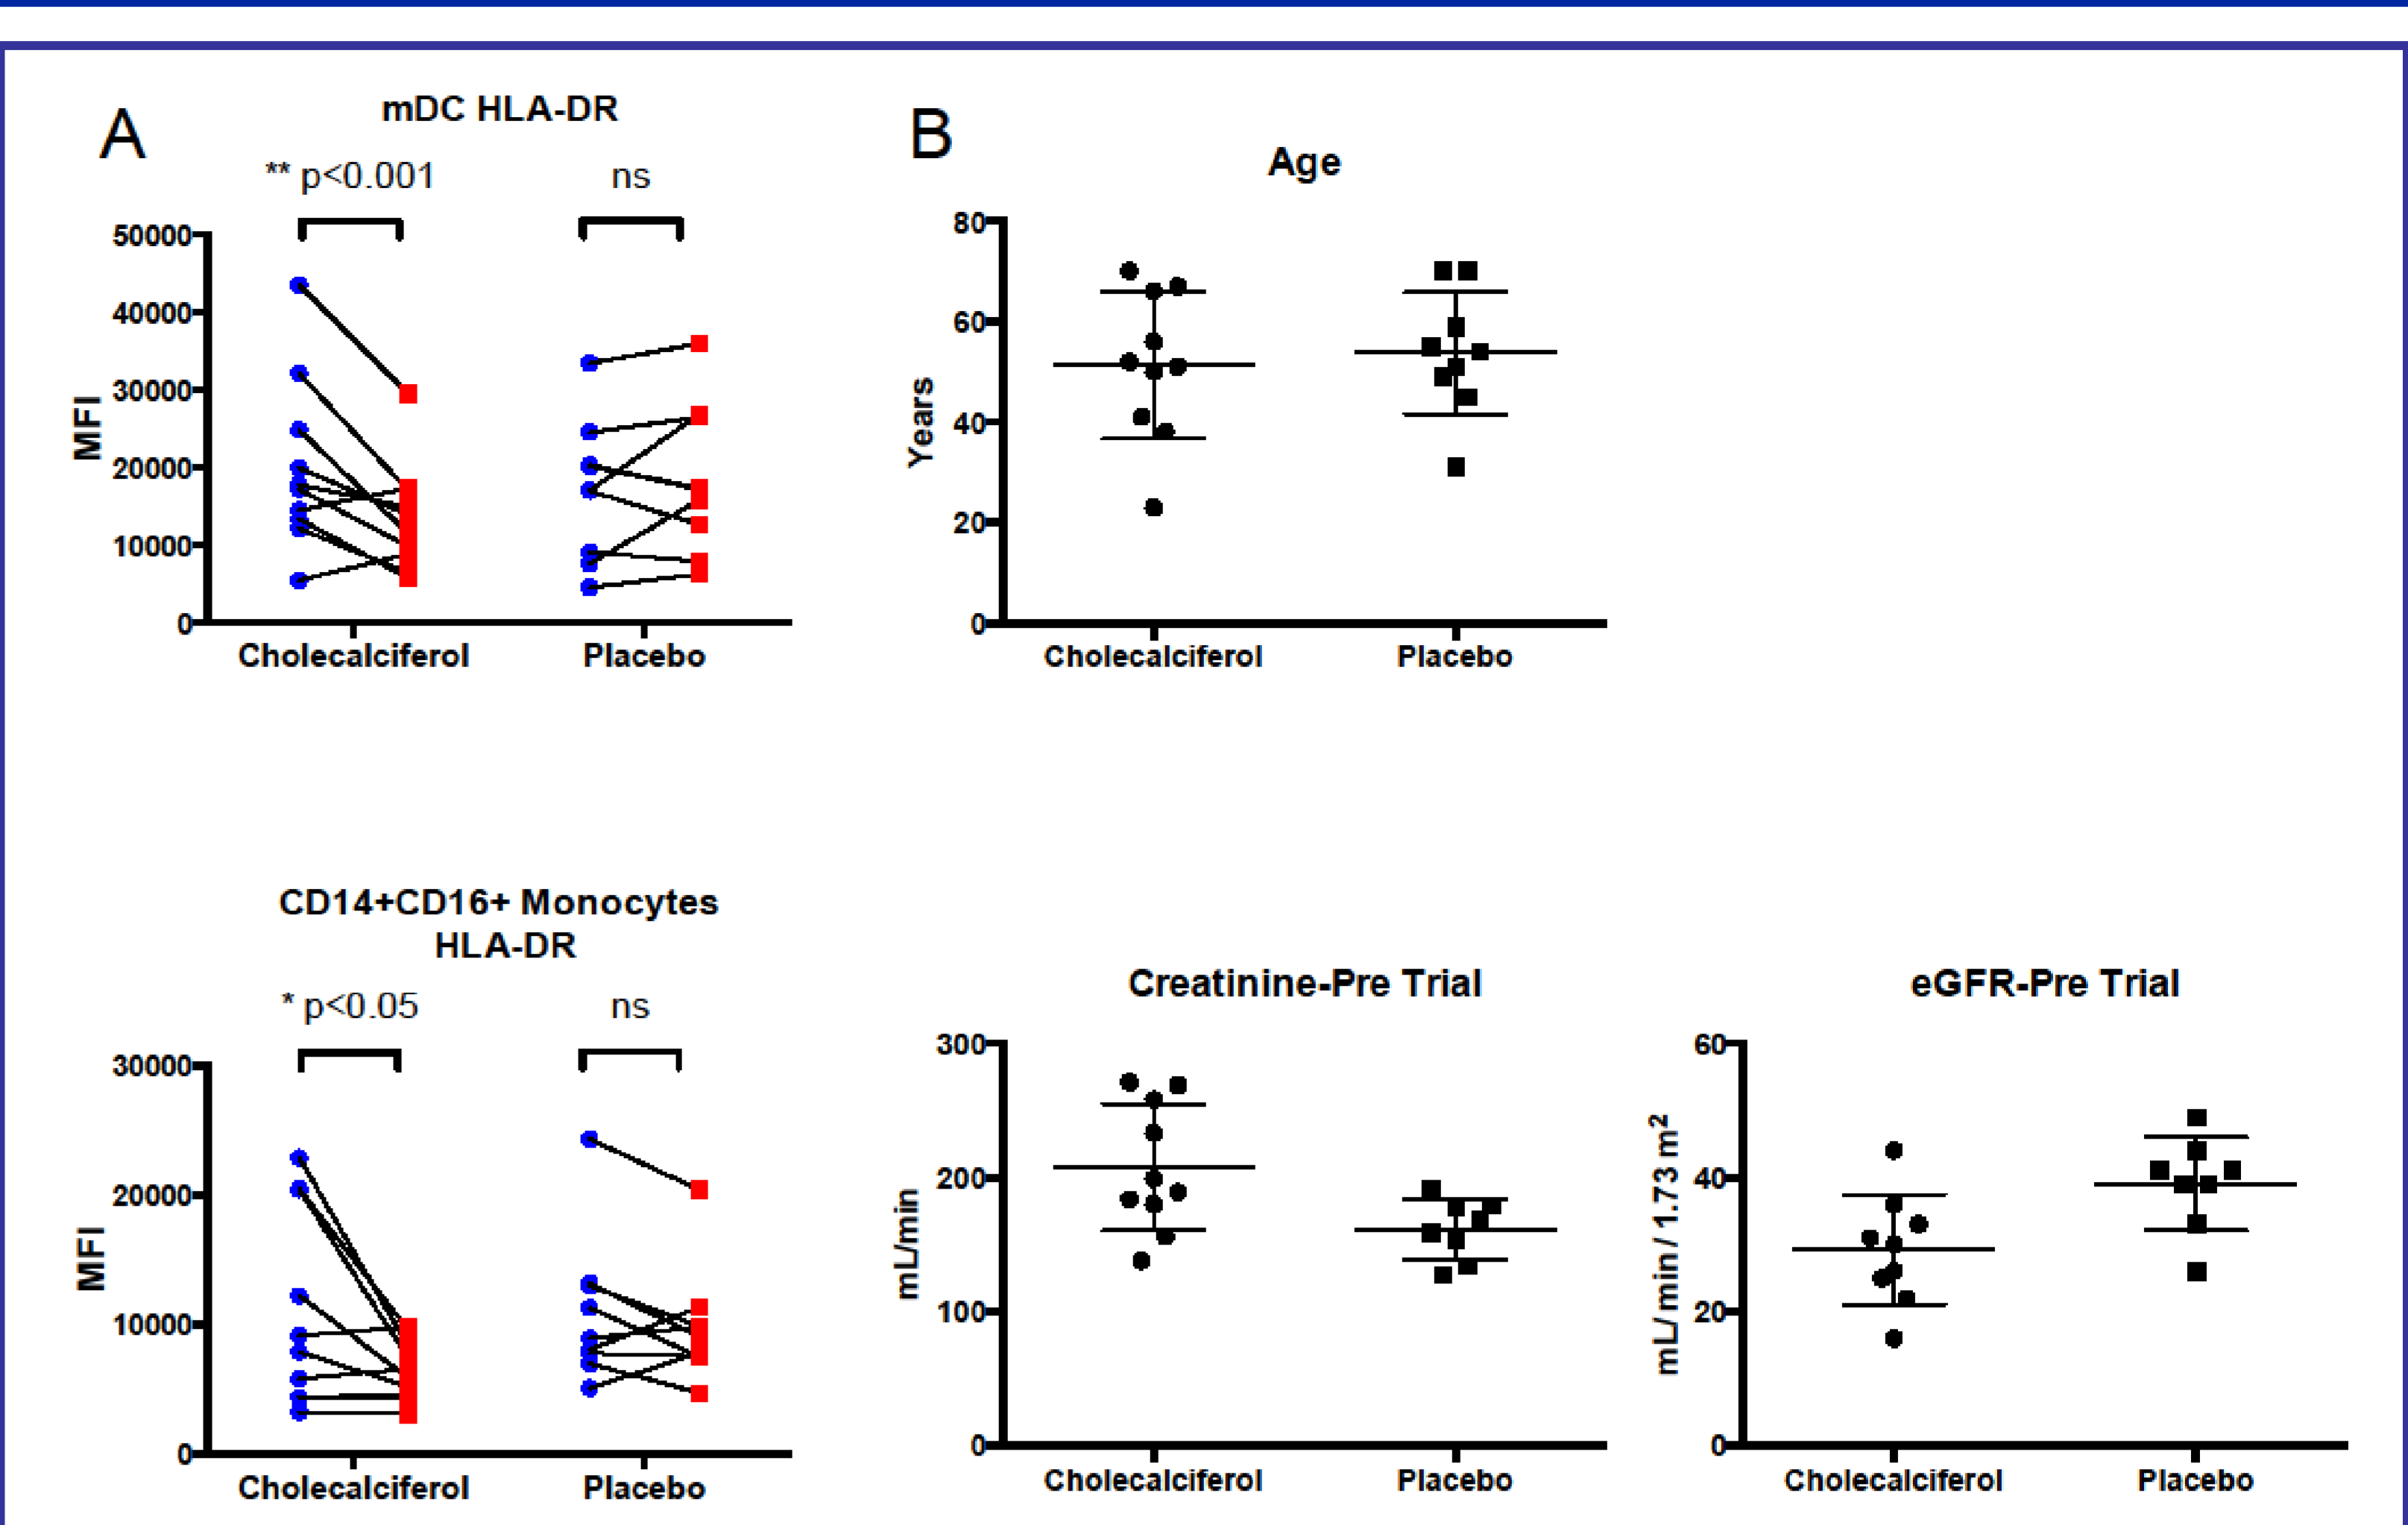 A
mDC HLA-DR
** p<0.001
ns
50000
40000
30000
20000
10000
0
MFI
Cholecalciferol
Placebo
B
Age
80
60
40
20
0
Years
Cholecalciferol
Placebo
CD14+CD16+ Monocytes
HLA-DR
* p<0.05
ns
30000
20000
10000
0
MFI
Cholecalciferol
Placebo
Creatinine-Pre Trial
300
200
100
0
mL/min
Cholecalciferol
Placebo
eGFR-Pre Trial
60
40
20
0
mL/ min / 1.73 m²
Cholecalciferol
Placebo